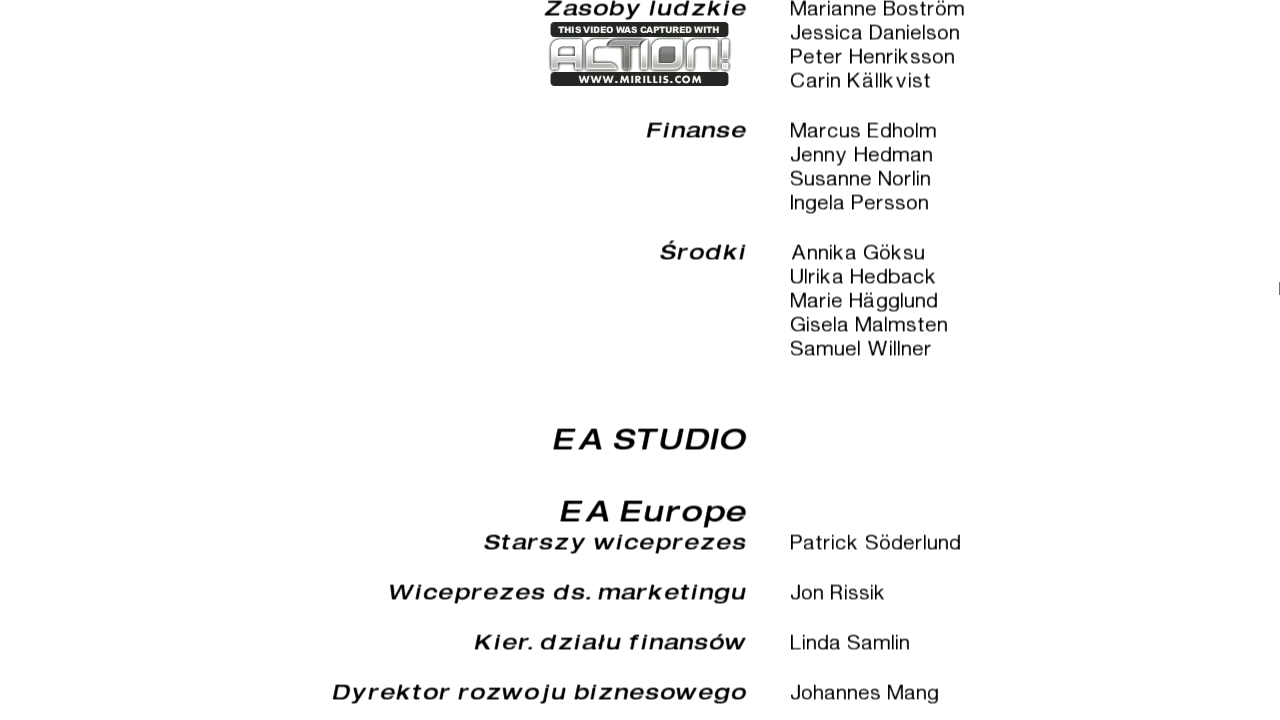 Zasoby ludzkie Marianne Boström
THIS VIDEO WAS CAPTURED WITH
ACTION!
WWW.MIRILLIS.COM
Jessica Danielson
Peter Henriksson
Carin Källkvist
Finanse Marcus Edholm
Jenny Hedman
Susanne Norlin
Ingela Persson
Środki Annika Göksu
Ulrika Hedback
Marie Hägglund
Gisela Malmsten
Samuel Willner
EA STUDIO
EA Europe
Starszy wiceprezes Patrick Söderlund
Wiceprezes ds. marketingu Jon Rissik
Kier. działu finansów Linda Samlin
Dyrektor rozwoju biznesowego Johannes Mang